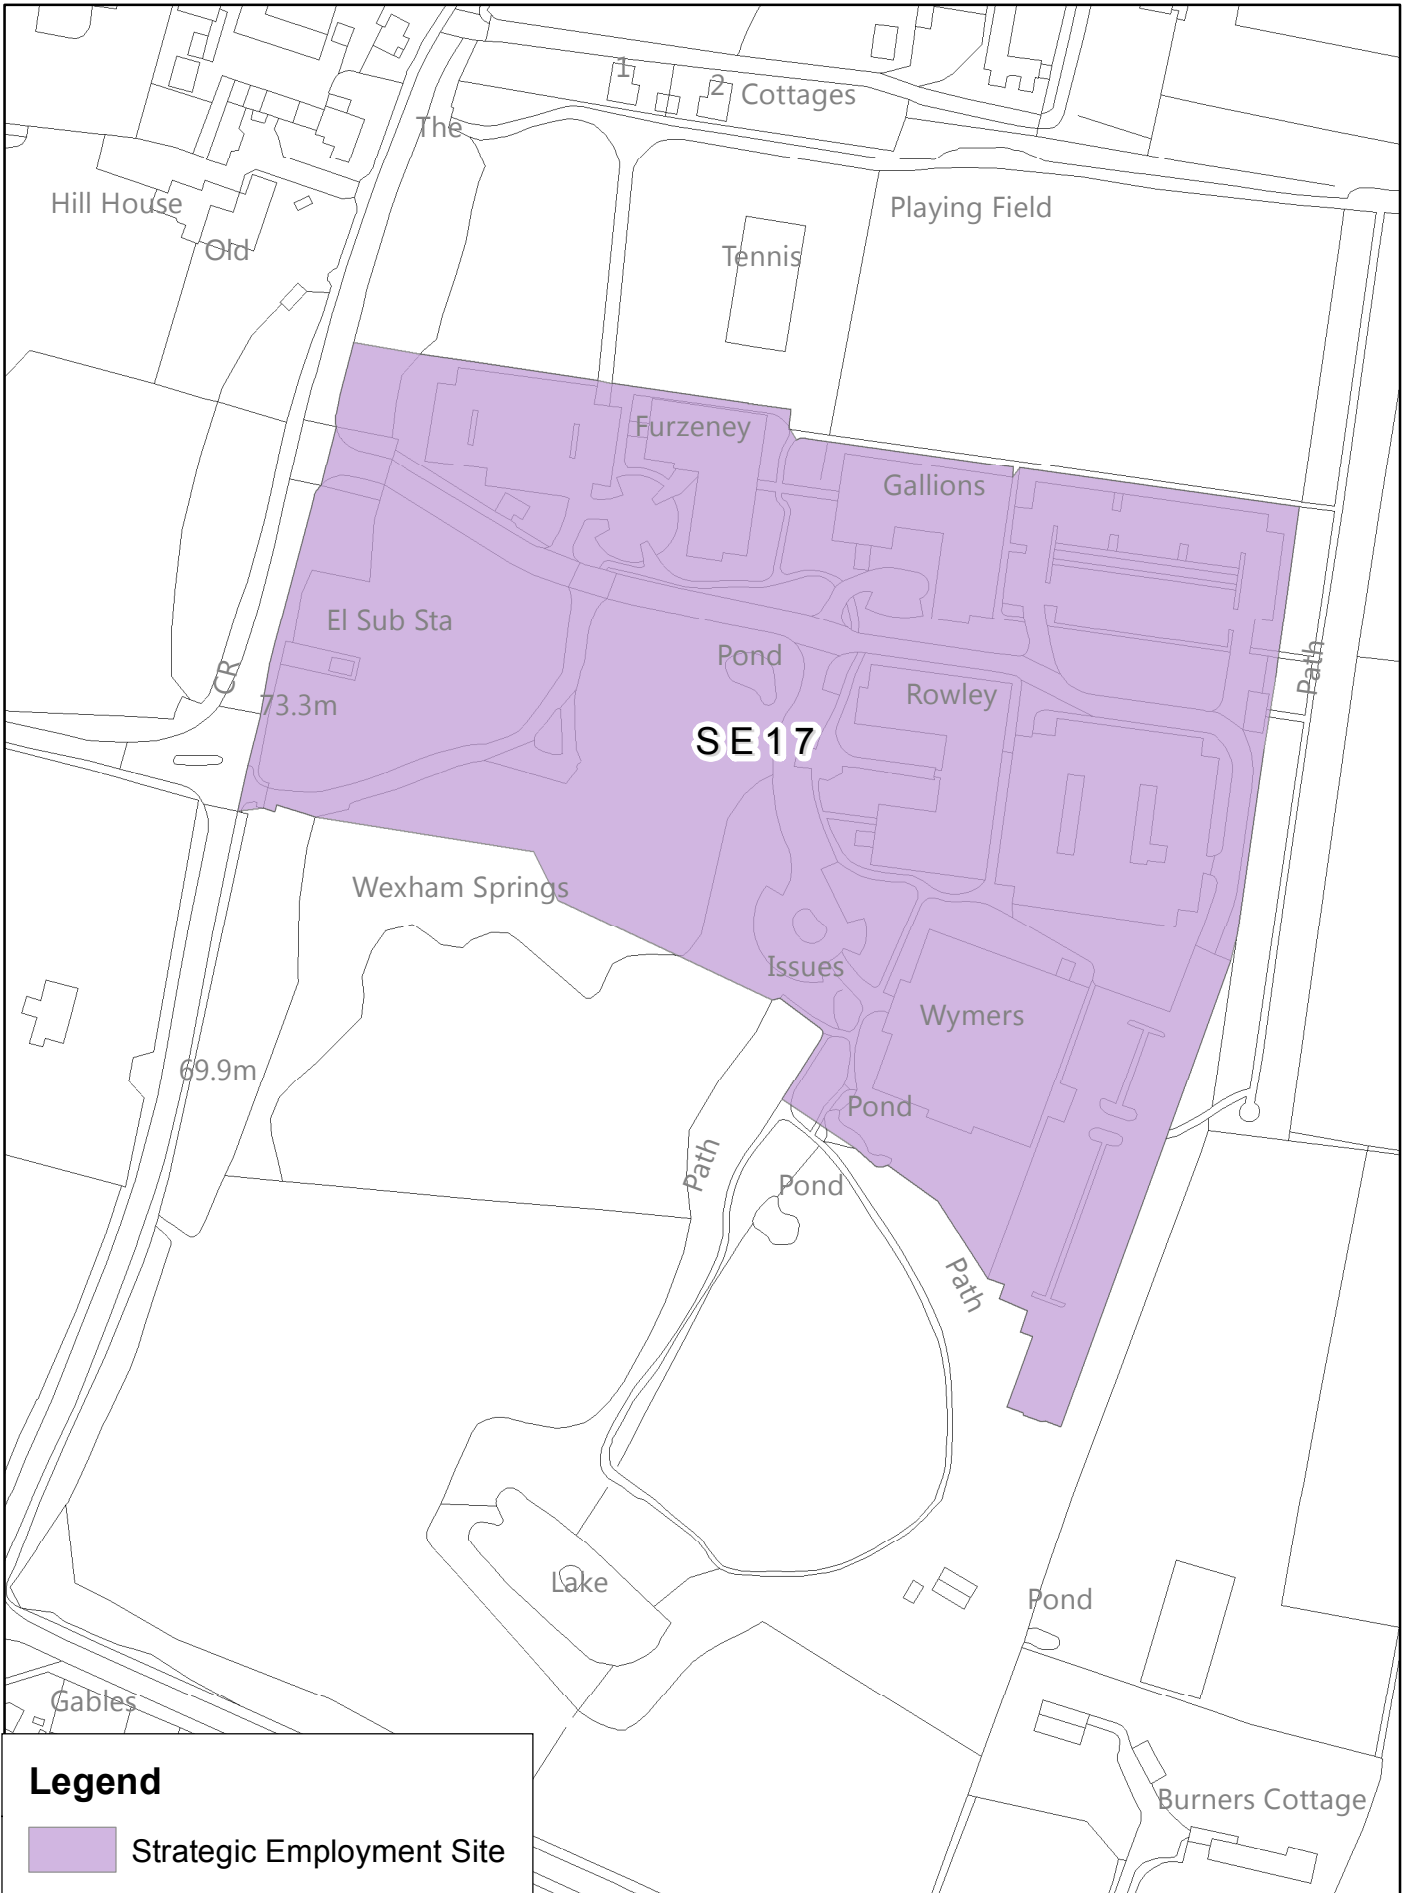 1
2
Cottages
The
Hill House
Playing Field
Old
Tennis
Furzeney
Gallions
El Sub Sta
Pond
Path
CR
Rowley
73.3m
SE17
Wexham Springs
Issues
Wymers
69.9m
Pond
Path
Pond
Path
Lake
Pond
Gables
Legend
Burners Cottage
Strategic Employment Site